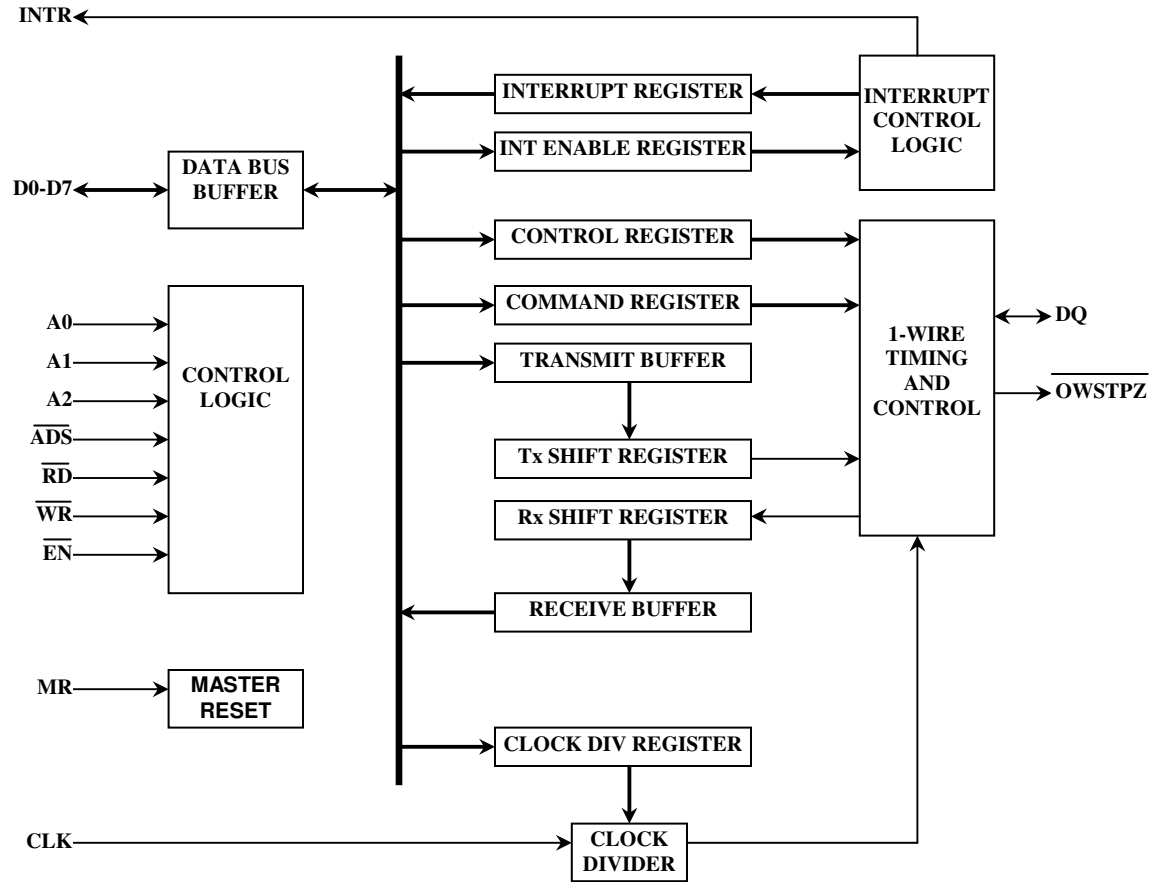 INTR
INTERRUPT REGISTER
INTERRUPT
CONTROL
LOGIC
INT ENABLE REGISTER
D0-D7
DATA BUS
BUFFER
CONTROL REGISTER
COMMAND REGISTER
TRANSMIT BUFFER
Tx SHIFT REGISTER
Rx SHIFT REGISTER
RECEIVE BUFFER
1-WIRE
TIMING
AND
CONTROL
DQ
OWSTPZ
A0
A1
A2
ADS
RD
WR
EN
CONTROL
LOGIC
MR
MASTER
RESET
CLOCK DIV REGISTER
CLK
CLOCK
DIVIDER